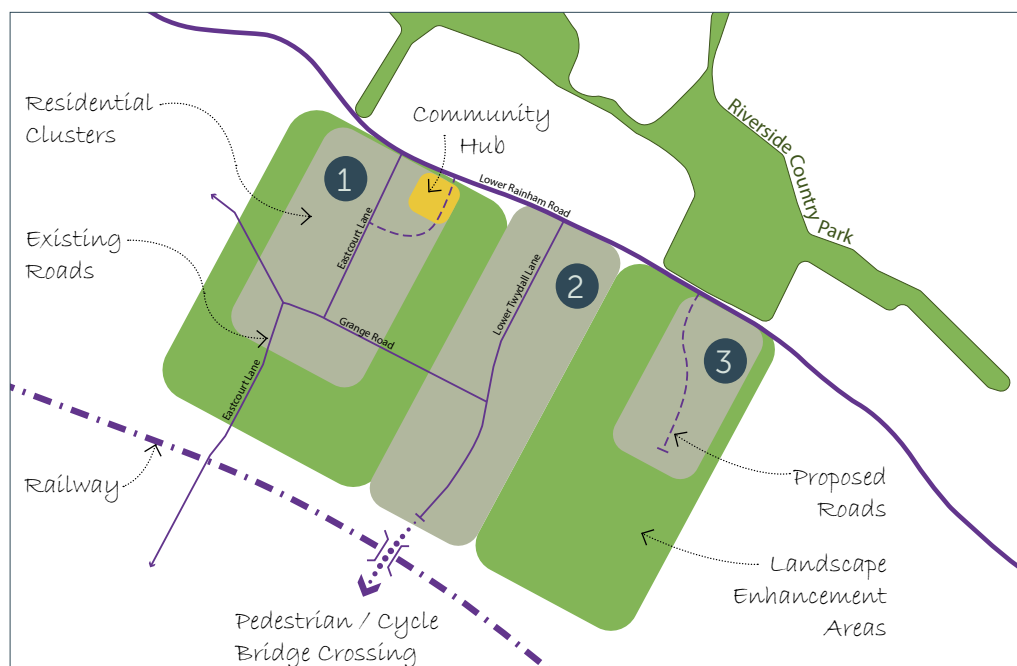 Residential
Clusters
Community
Hub
Riverside Country Park
1
Lower Rainham Road
Existing
Roads
Eastcourt Lane
Lower Twydall Lane
2
Grange Road
3
Eastcourt Lane
Railway
Proposed
Roads
Landscape
Enhancement
Areas
Pedestrian / Cycle
Bridge Crossing